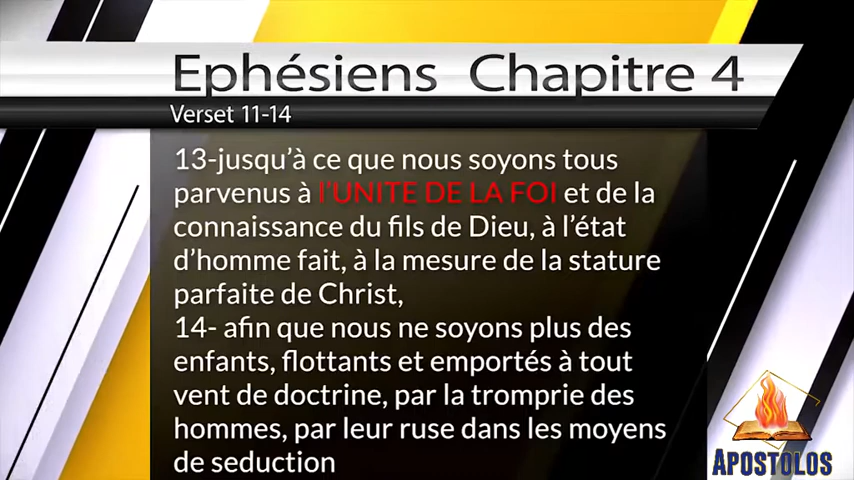 Ephésiens Chapitre 4
Verset 11-14
13-jusqu’à ce que nous soyons tous
parvenus à l’UNITE DE LA FOI et de la
connaissance du fils de Dieu, à l’état
d’homme fait, à la mesure de la stature
parfaite de Christ,
14- afin que nous ne soyons plus des
enfants, flottants et emportés à tout
vent de doctrine, par la tromprie des
hommes, par leur ruse dans les moyens
de seduction
APOSTOLOS